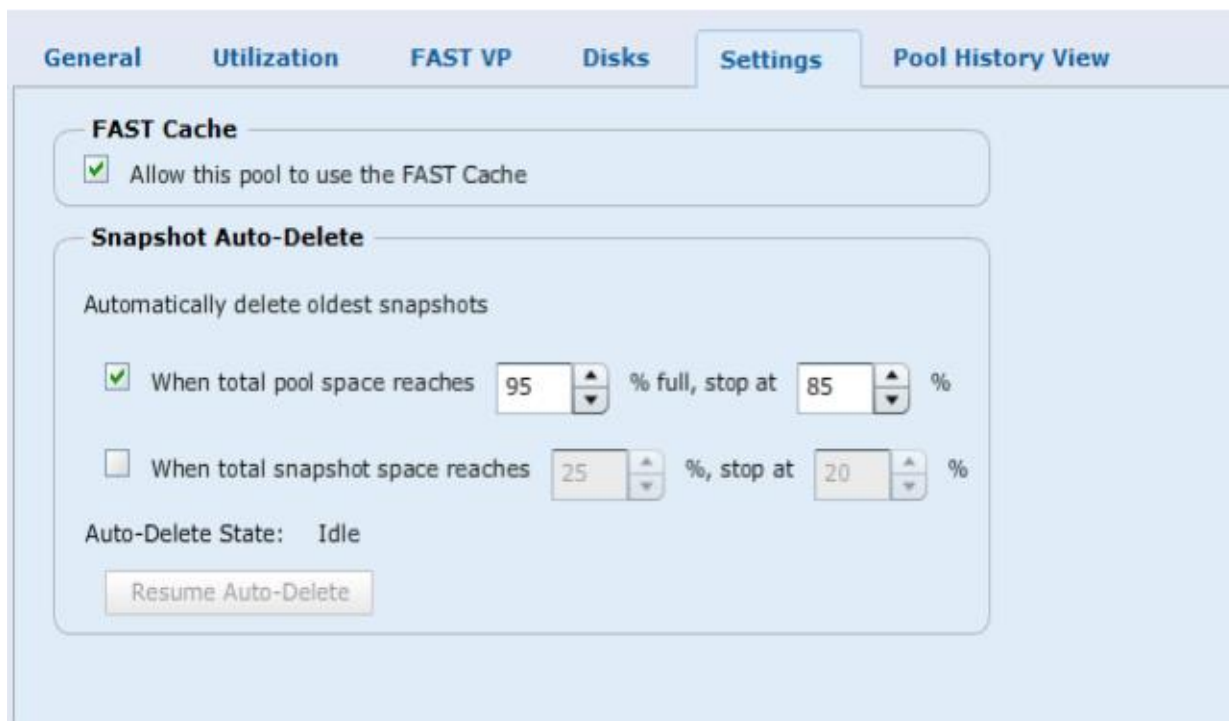 General Utilization FAST VP Disks Settings Pool History View
FAST Cache
Allow this pool to use the FAST Cache
Snapshot Auto-Delete
Automatically delete oldest snapshots
When total pool space reaches 95 % full, stop at 85 %
When total snapshot space reaches 25 %, stop at 20 %
Auto-Delete State: Idle
Resume Auto-Delete